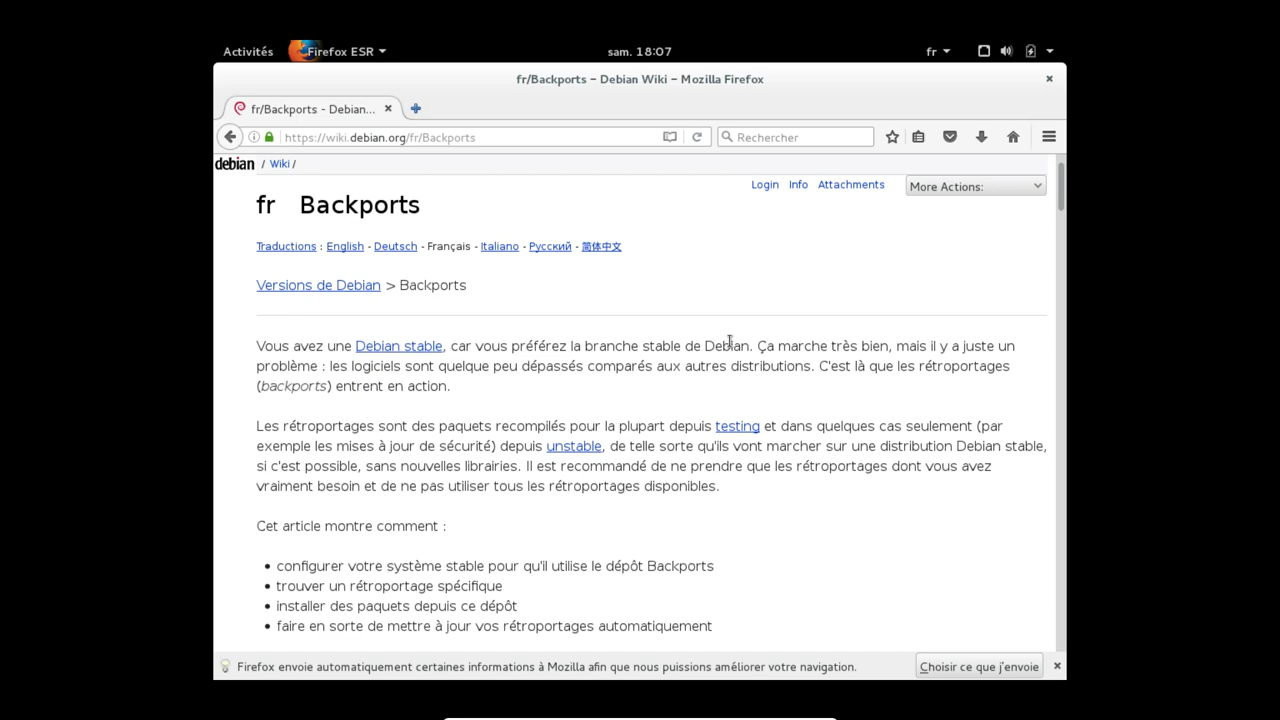 Activités Firefox ESR sam. 18:07 fr
fr/Backports – Debian Wiki – Mozilla Firefox
fr/Backports - Debian...
https://wiki.debian.org/fr/Backports Rechercher
debian / Wiki /
Login Info Attachments More Actions:
fr Backports
Traductions : English - Deutsch - Français - Italiano - Русский - 简体中文
Versions de Debian > Backports
Vous avez une Debian stable, car vous préférez la branche stable de Debian. Ça marche très bien, mais il y a juste un
problème : les logiciels sont quelque peu dépassés comparés aux autres distributions. C'est là que les rétroportages
(backports) entrent en action.
Les rétroportages sont des paquets recompilés pour la plupart depuis testing et dans quelques cas seulement (par
exemple les mises à jour de sécurité) depuis unstable, de telle sorte qu'ils vont marcher sur une distribution Debian stable,
si c'est possible, sans nouvelles librairies. Il est recommandé de ne prendre que les rétroportages dont vous avez
vraiment besoin et de ne pas utiliser tous les rétroportages disponibles.
Cet article montre comment :
• configurer votre système stable pour qu'il utilise le dépôt Backports
• trouver un rétroportage spécifique
• installer des paquets depuis ce dépôt
• faire en sorte de mettre à jour vos rétroportages automatiquement
Firefox envoie automatiquement certaines informations à Mozilla afin que nous puissions améliorer votre navigation. Choisir ce que j'envoie